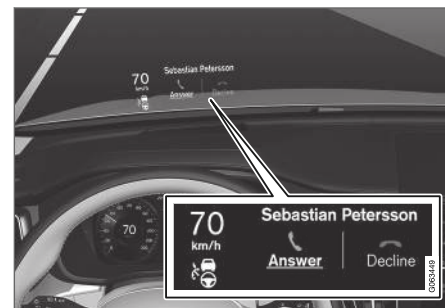 70
km/h
Sebastian Petersson
Answer
Decline
70
70
km/h
Sebastian Petersson
Answer
Decline
G063449